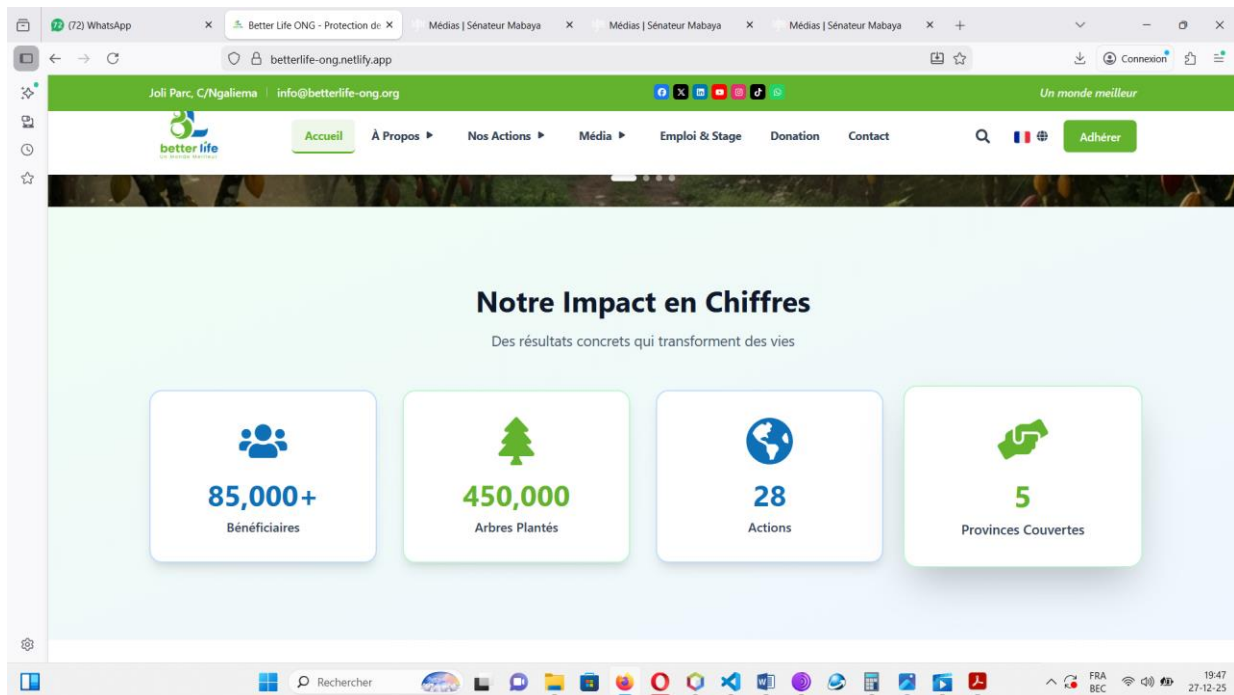 (72) WhatsApp
Better Life ONG - Protection de
Médias | Sénateur Mabaya
Médias | Sénateur Mabaya
Médias | Sénateur Mabaya
betterlife-ong.netlify.app
Connexion
Joli Parc, C/Ngaliema
info@betterlife-ong.org
Un monde meilleur
better life
Un Monde Meilleur
Accueil
À Propos
Nos Actions
Média
Emploi & Stage
Donation
Contact
Adhérer
Notre Impact en Chiffres
Des résultats concrets qui transforment des vies
85,000+
Bénéficiaires
450,000
Arbres Plantés
28
Actions
5
Provinces Couvertes
Rechercher
FRA
BEC
19:47
27-12-25